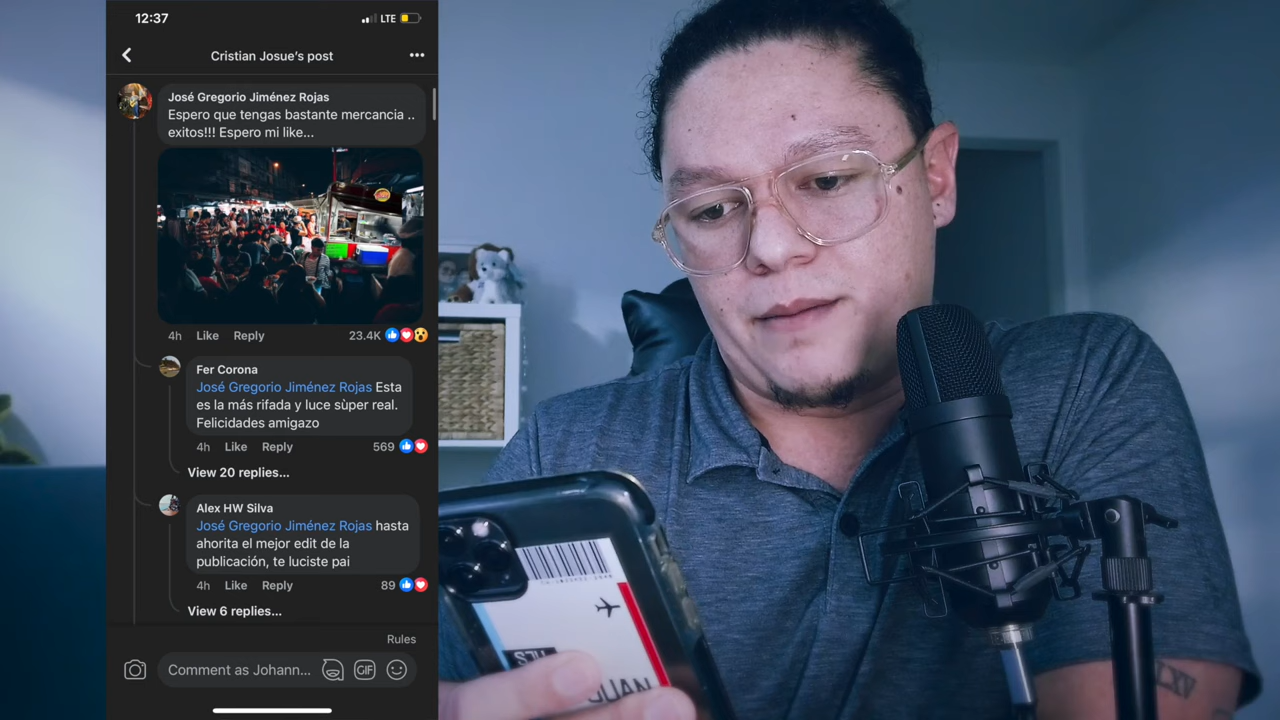 12:37
LTE
Cristian Josue's post
José Gregorio Jiménez Rojas
Espero que tengas bastante mercancia ..
exitos!!! Espero mi like...
4h Like Reply 23.4K
Fer Corona
José Gregorio Jiménez Rojas Esta
es la más rifada y luce sùper real.
Felicidades amigazo
4h Like Reply 569
View 20 replies...
Alex HW Silva
José Gregorio Jiménez Rojas hasta
ahorita el mejor edit de la
publicación, te luciste pai
4h Like Reply 89
View 6 replies...
Rules
Comment as Johann...
GIF
JUAN
LXV